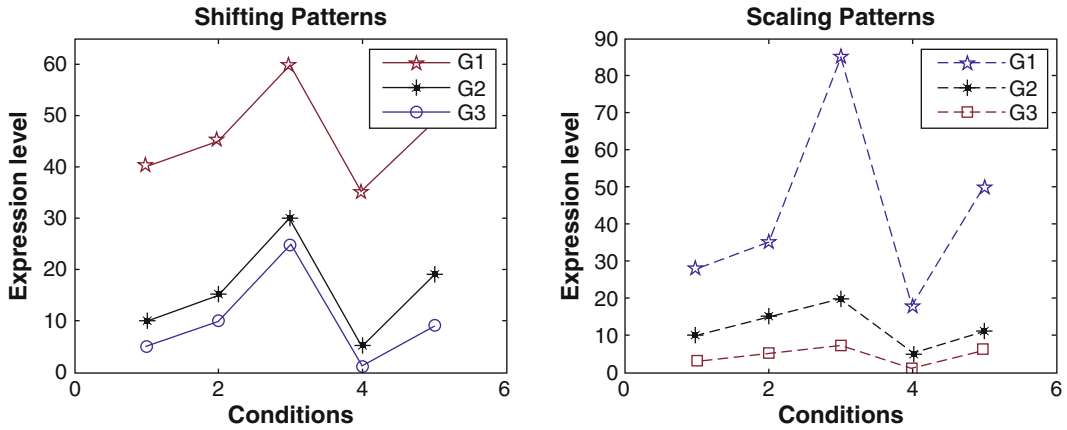 Shifting Patterns
Expression level
60
50
40
30
20
10
0
0
2
4
6
Conditions
G1
G2
G3
Scaling Patterns
Expression level
90
80
70
60
50
40
30
20
10
0
0
2
4
6
Conditions
G1
G2
G3